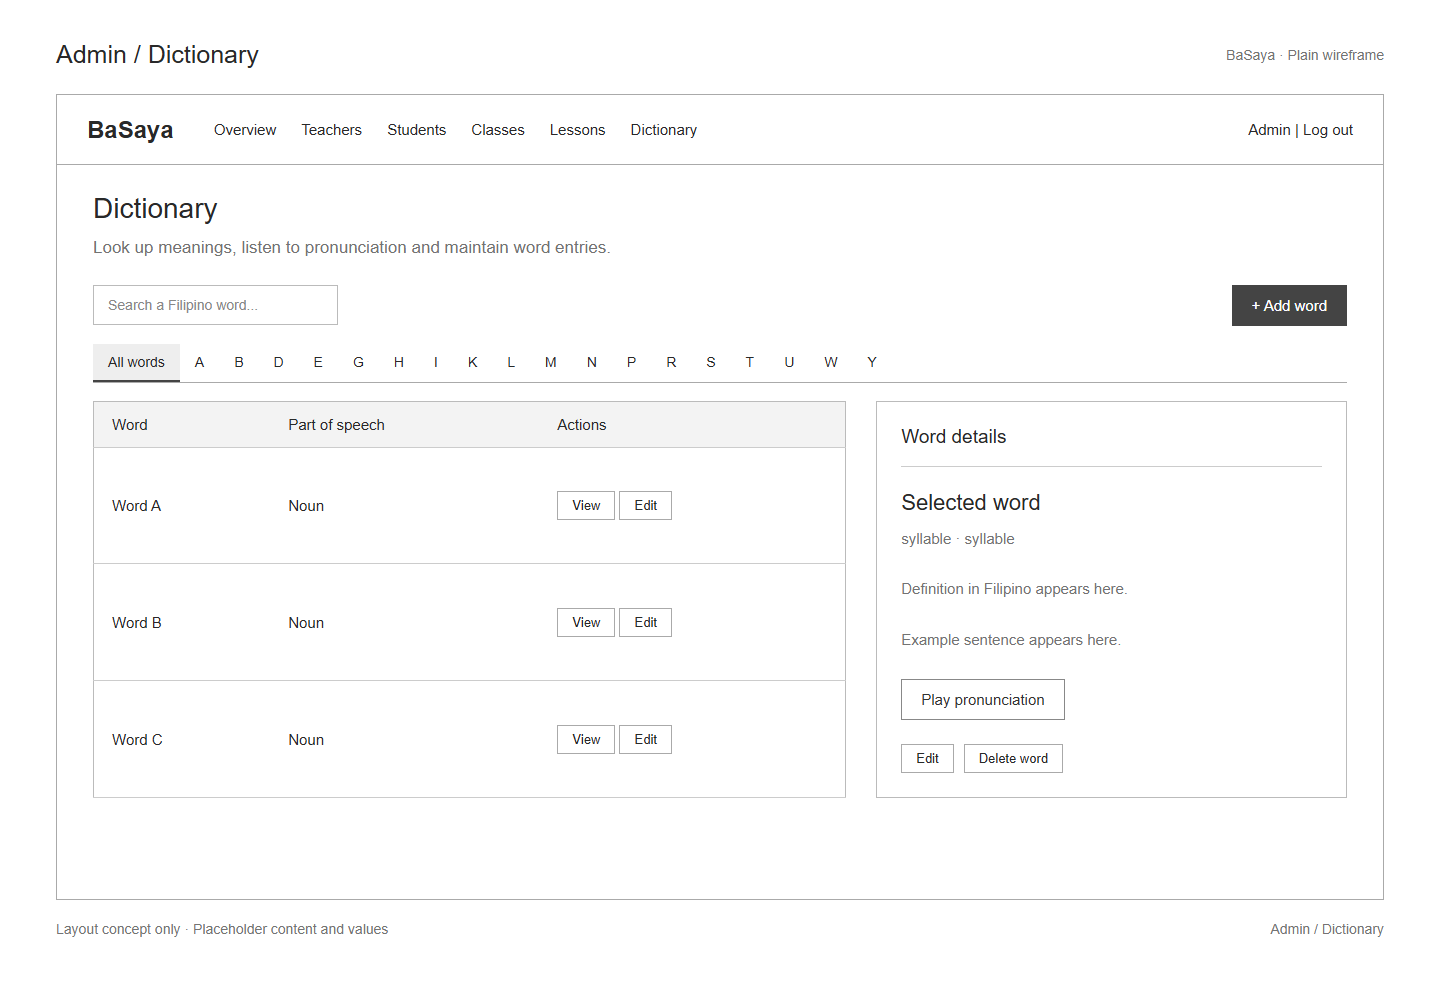 Admin / Dictionary
BaSaya · Plain wireframe
BaSaya Overview Teachers Students Classes Lessons Dictionary Admin | Log out
Dictionary
Look up meanings, listen to pronunciation and maintain word entries.
Search a Filipino word...
+ Add word
All words A B D E G H I K L M N P R S T U W Y
Word Part of speech Actions
Word A Noun View Edit
Word B Noun View Edit
Word C Noun View Edit
Word details
Selected word
syllable · syllable
Definition in Filipino appears here.
Example sentence appears here.
Play pronunciation
Edit Delete word
Layout concept only · Placeholder content and values
Admin / Dictionary